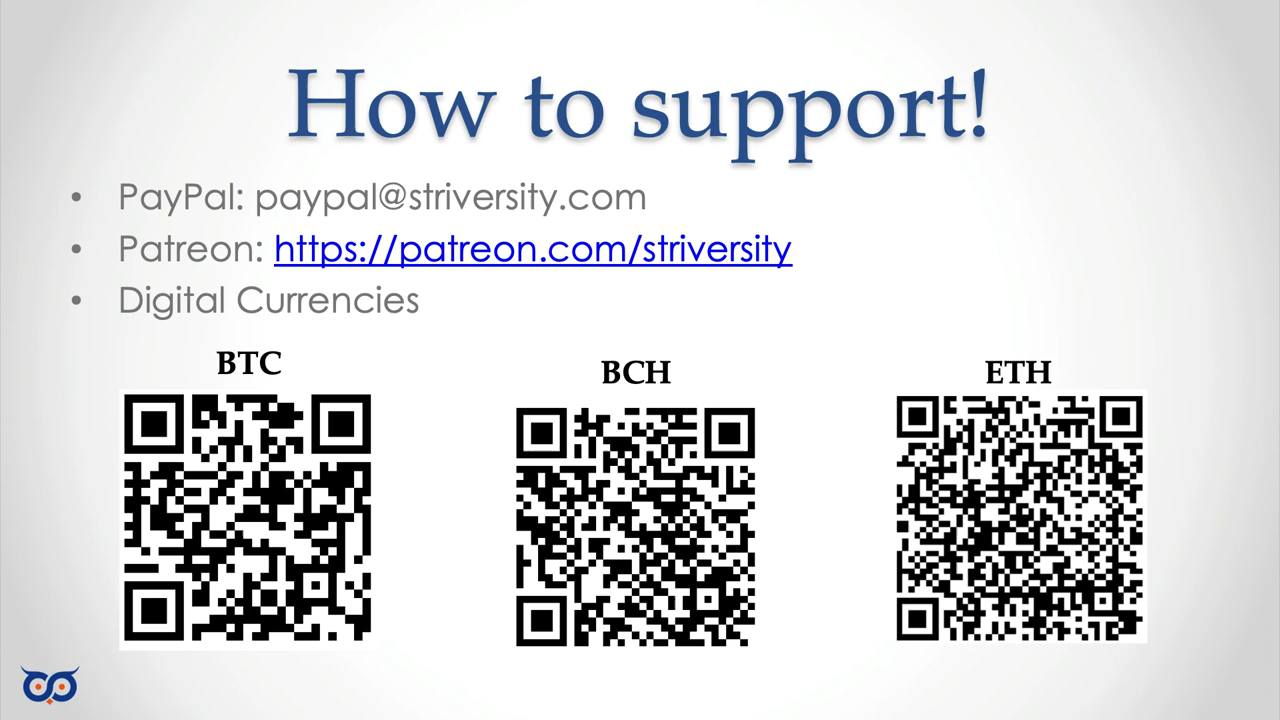 How to support!
• PayPal: paypal@striversity.com
• Patreon: https://patreon.com/striversity
• Digital Currencies
BTC
BCH
ETH